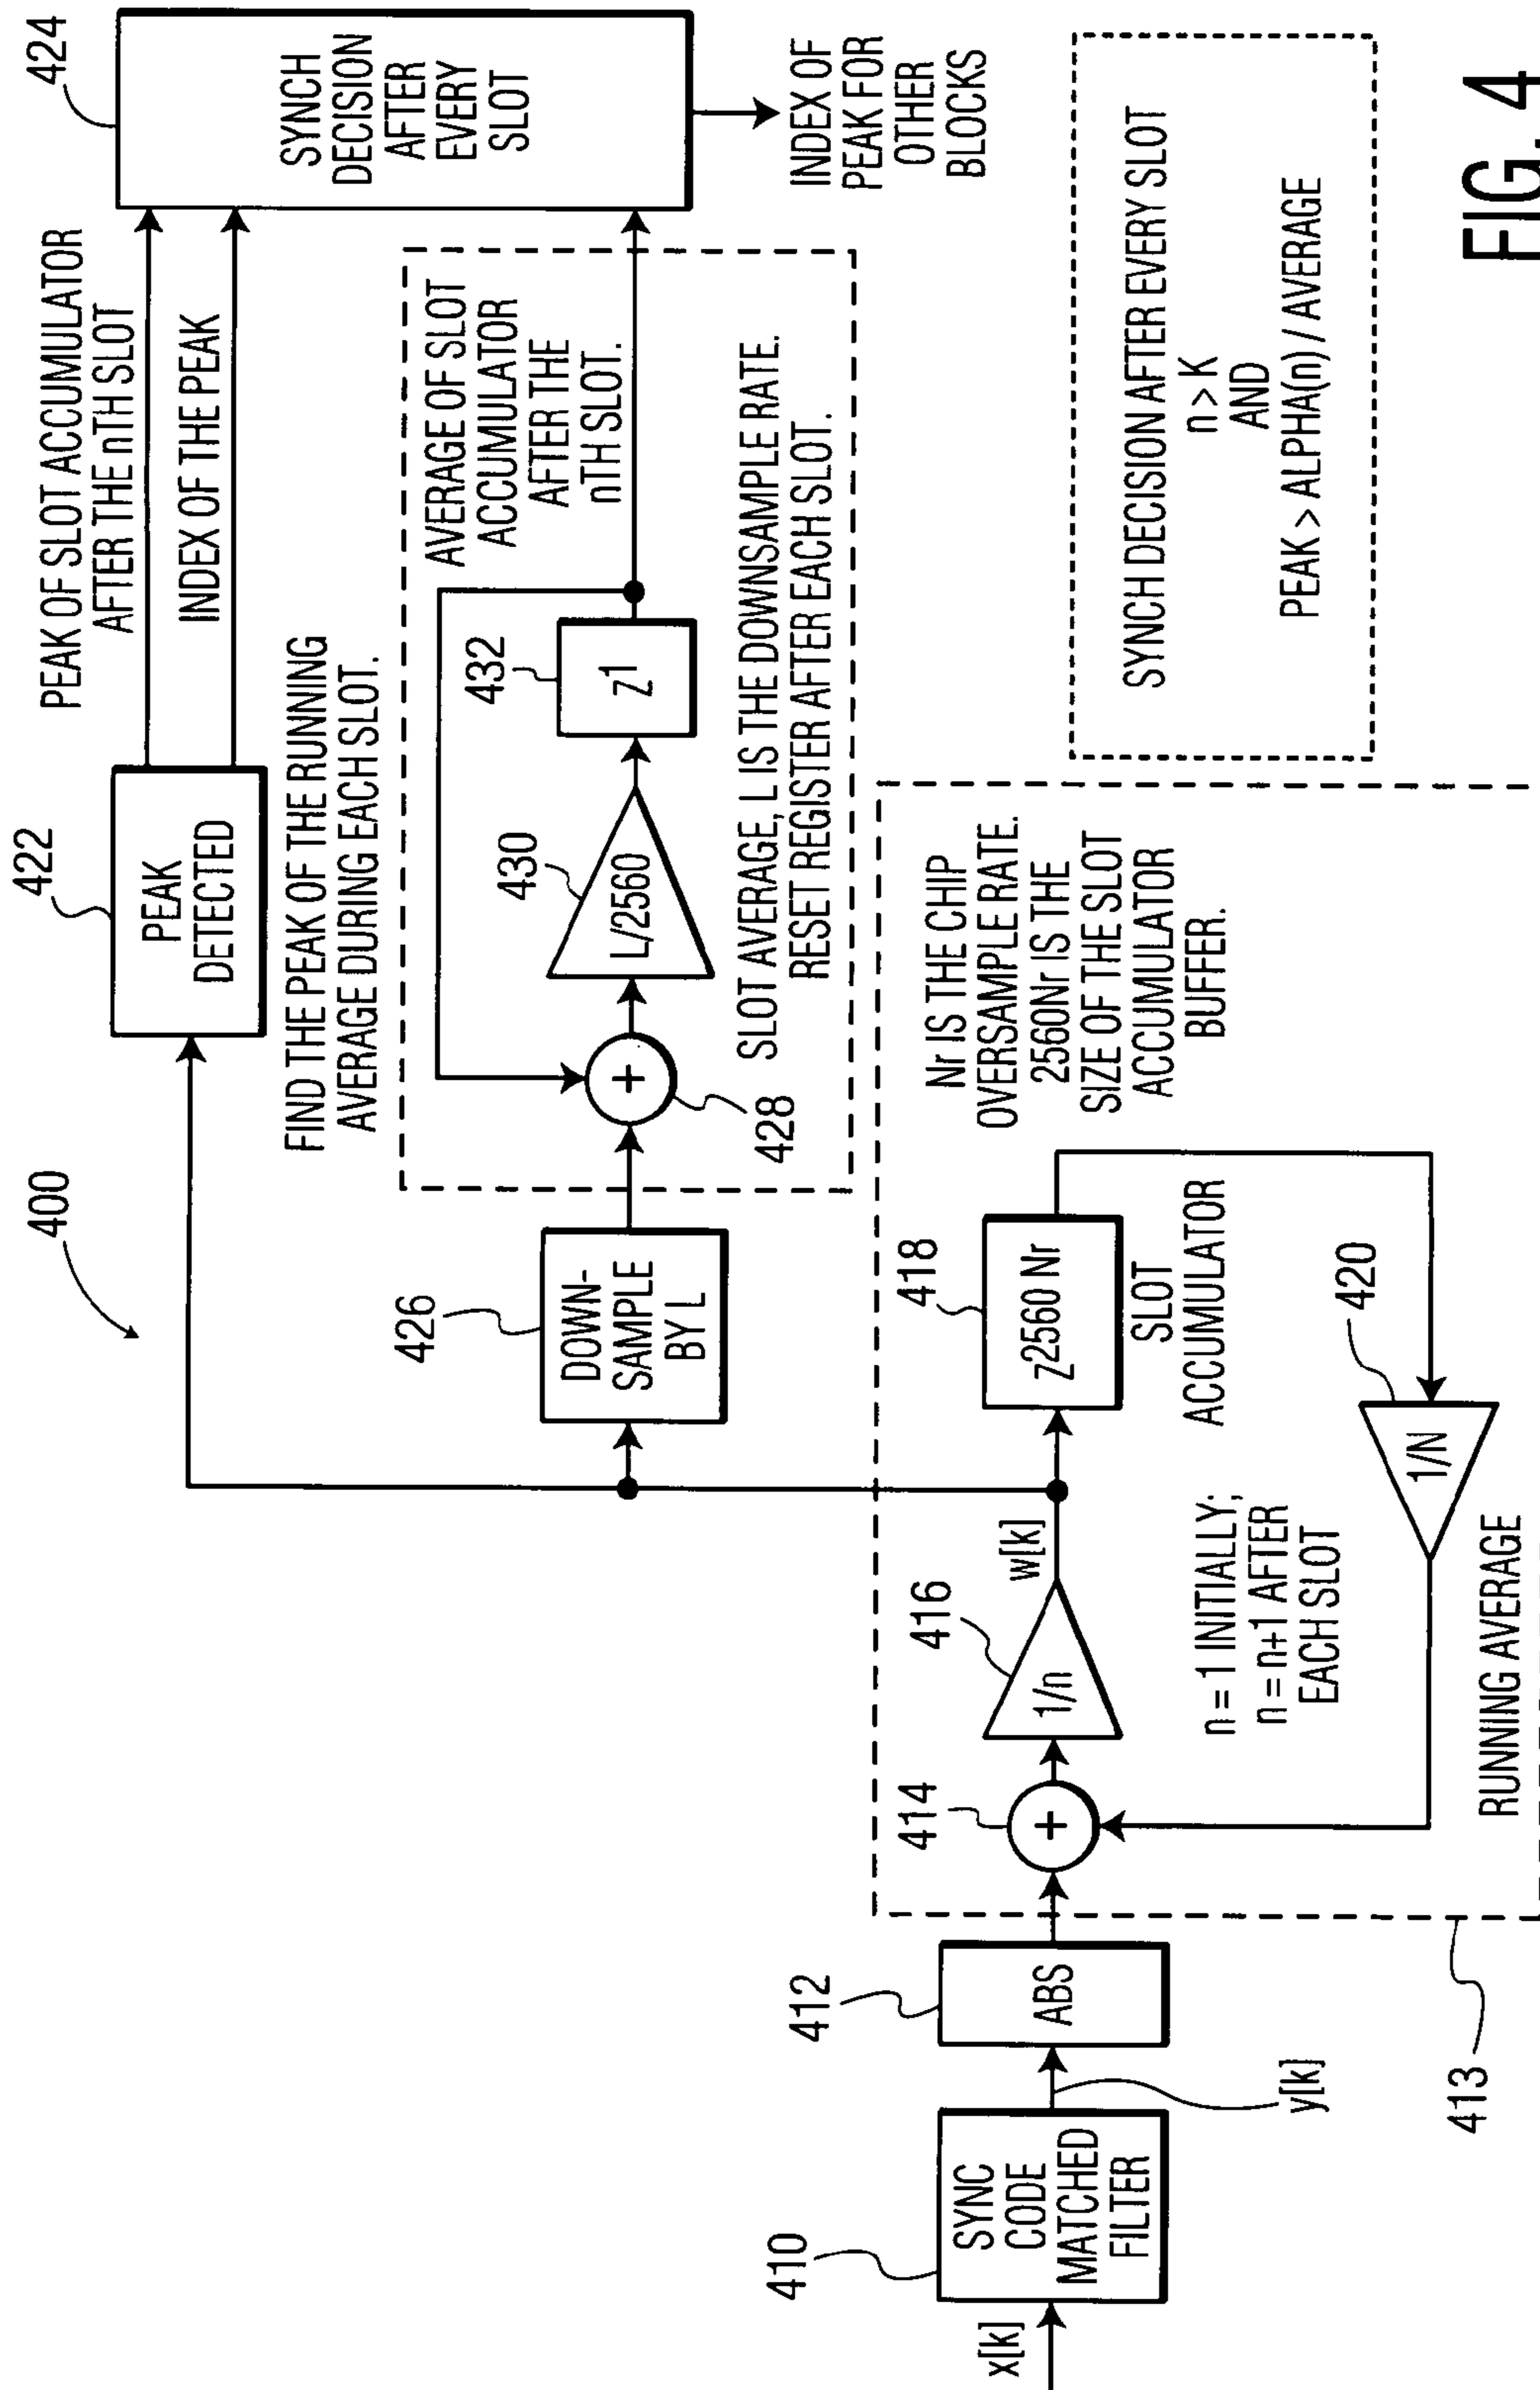 400
x[k]
410
SYNC
CODE
MATCHED
FILTER
y[k]
412
ABS
413
414
+
416
1/n
w[k]
n = 1 INITIALLY;
n = n+1 AFTER
EACH SLOT
RUNNING AVERAGE
418
z2560 Nr
SLOT
ACCUMULATOR
420
1/N
Nr IS THE CHIP
OVERSAMPLE RATE.
2560Nr IS THE
SIZE OF THE SLOT
ACCUMULATOR
BUFFER.
426
DOWN-
SAMPLE
BY L
428
+
430
L/2560
432
z1
AVERAGE OF SLOT
ACCUMULATOR
AFTER THE
nTH SLOT.
SLOT AVERAGE, L IS THE DOWNSAMPLE RATE.
RESET REGISTER AFTER EACH SLOT.
422
PEAK
DETECTED
FIND THE PEAK OF THE RUNNING
AVERAGE DURING EACH SLOT.
PEAK OF SLOT ACCUMULATOR
AFTER THE nTH SLOT
INDEX OF THE PEAK
424
SYNCH
DECISION
AFTER
EVERY
SLOT
INDEX OF
PEAK FOR
OTHER
BLOCKS
SYNCH DECISION AFTER EVERY SLOT
n > K
AND
PEAK > ALPHA(n) / AVERAGE
FIG. 4